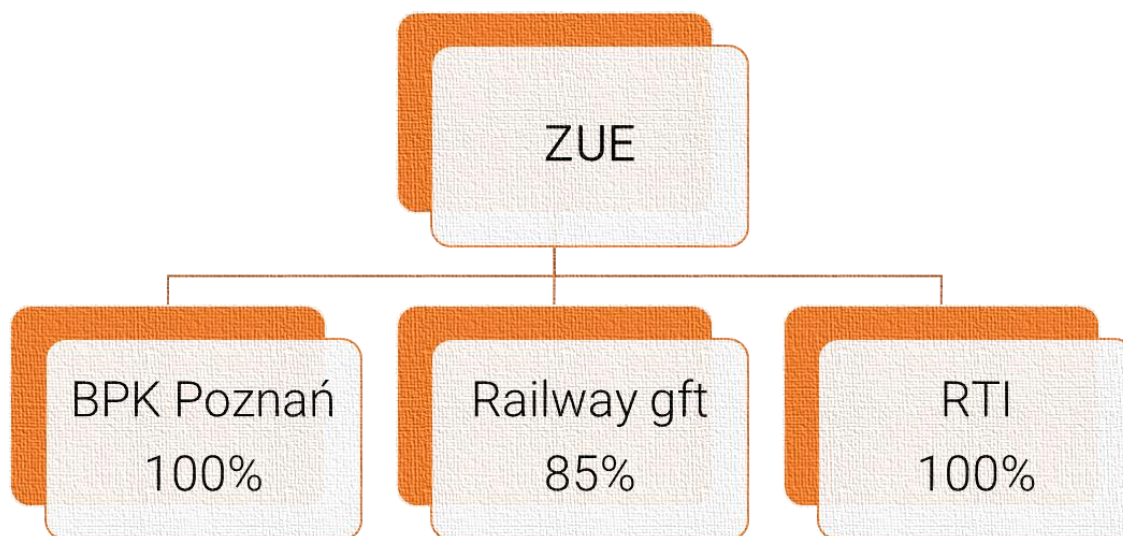 ZUE
BPK Poznań
100%
Railway gft
85%
RTI
100%